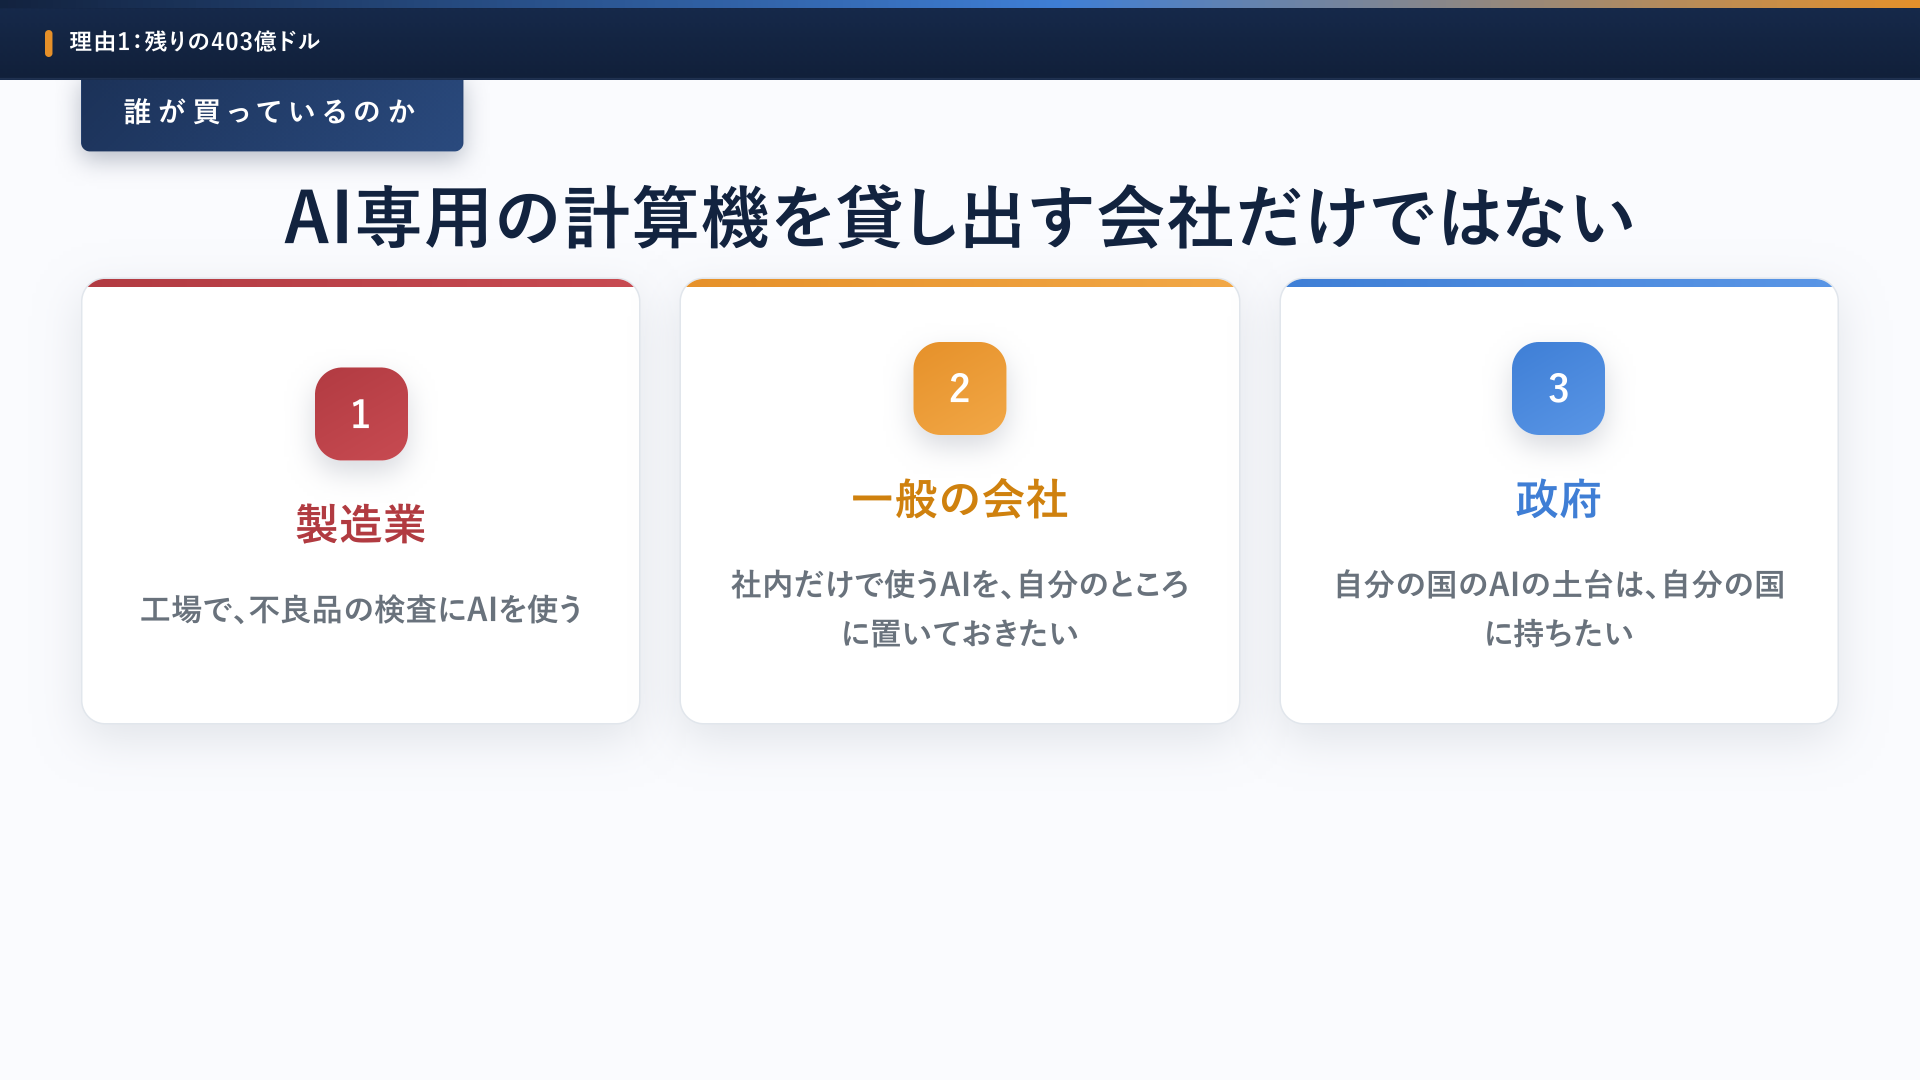 理由1：残りの403億ドル
誰が買っているのか
AI専用の計算機を貸し出す会社だけではない
1
製造業
工場で、不良品の検査にAIを使う
2
一般の会社
社内だけで使うAIを、自分のところ
に置いておきたい
3
政府
自分の国のAIの土台は、自分の国
に持ちたい